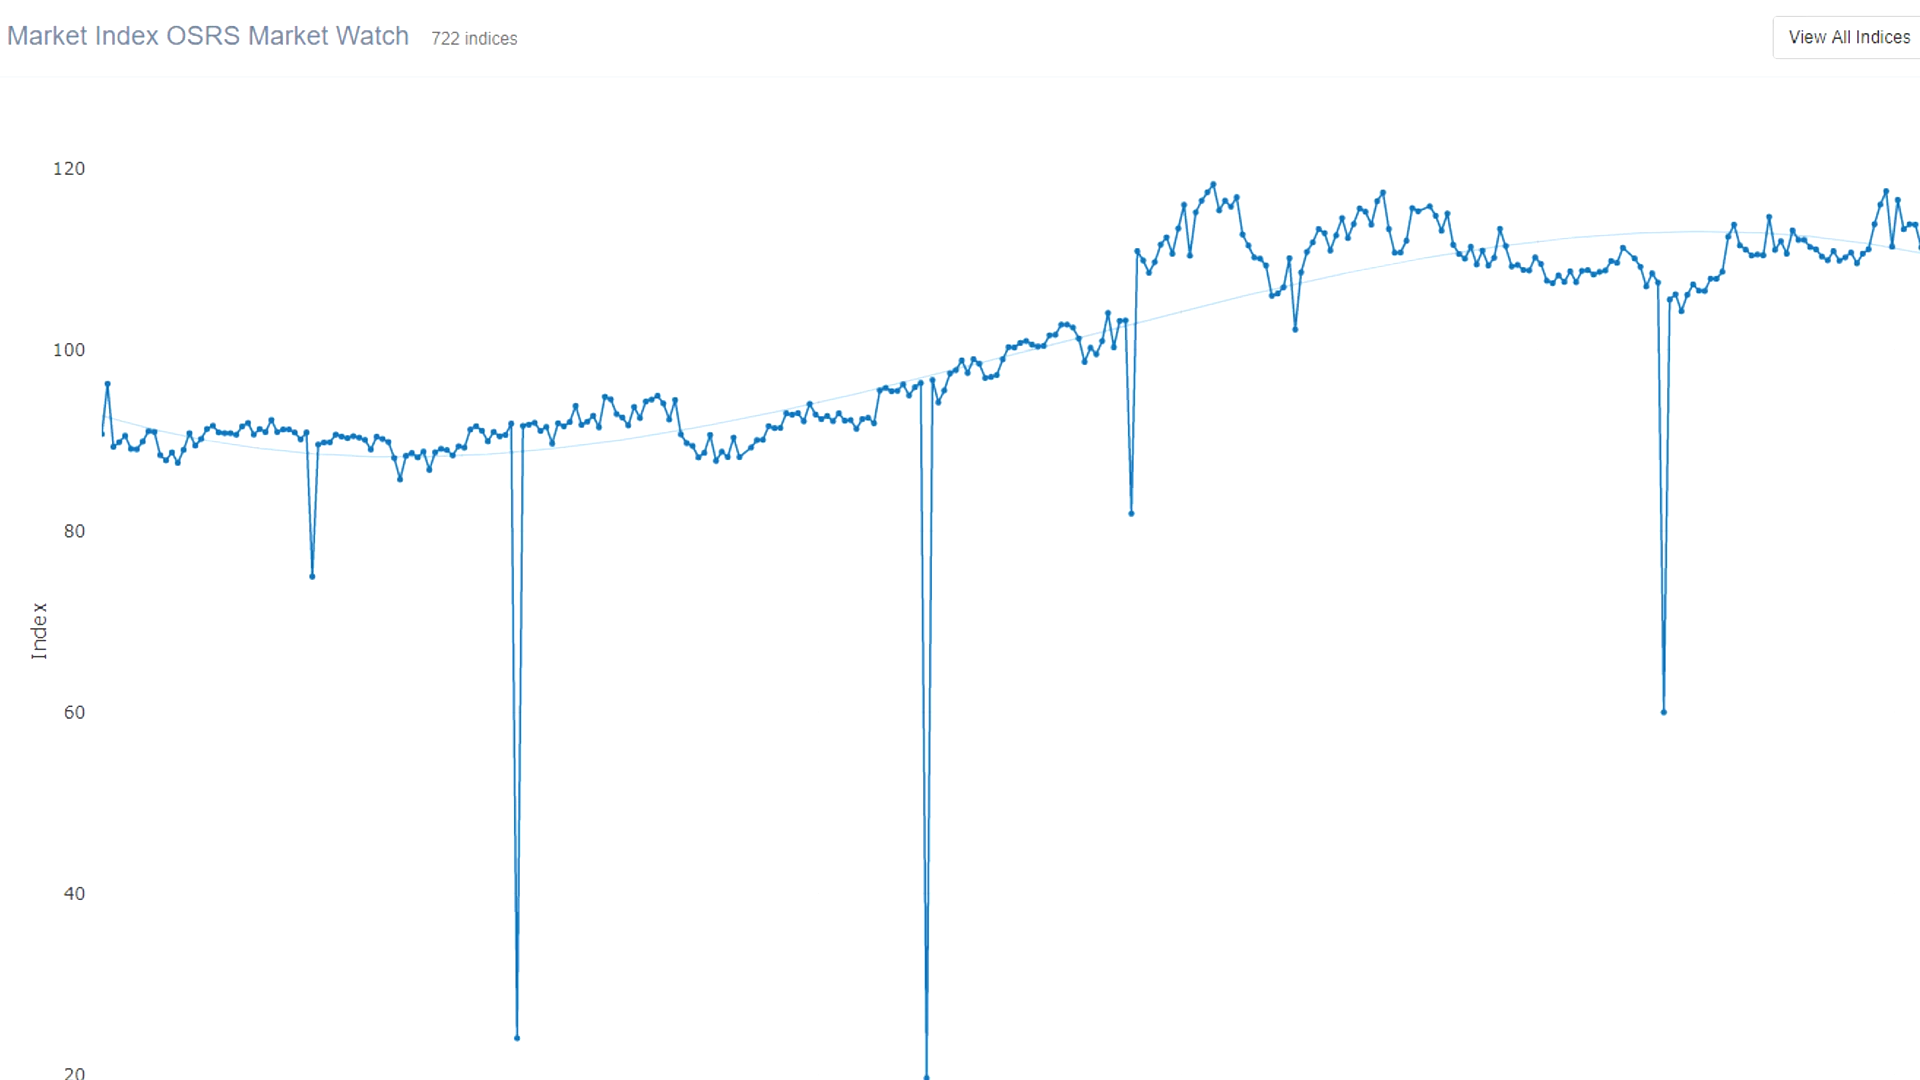 Market Index OSRS Market Watch 722 indices
View All Indices
120
100
80
Index
60
40
20